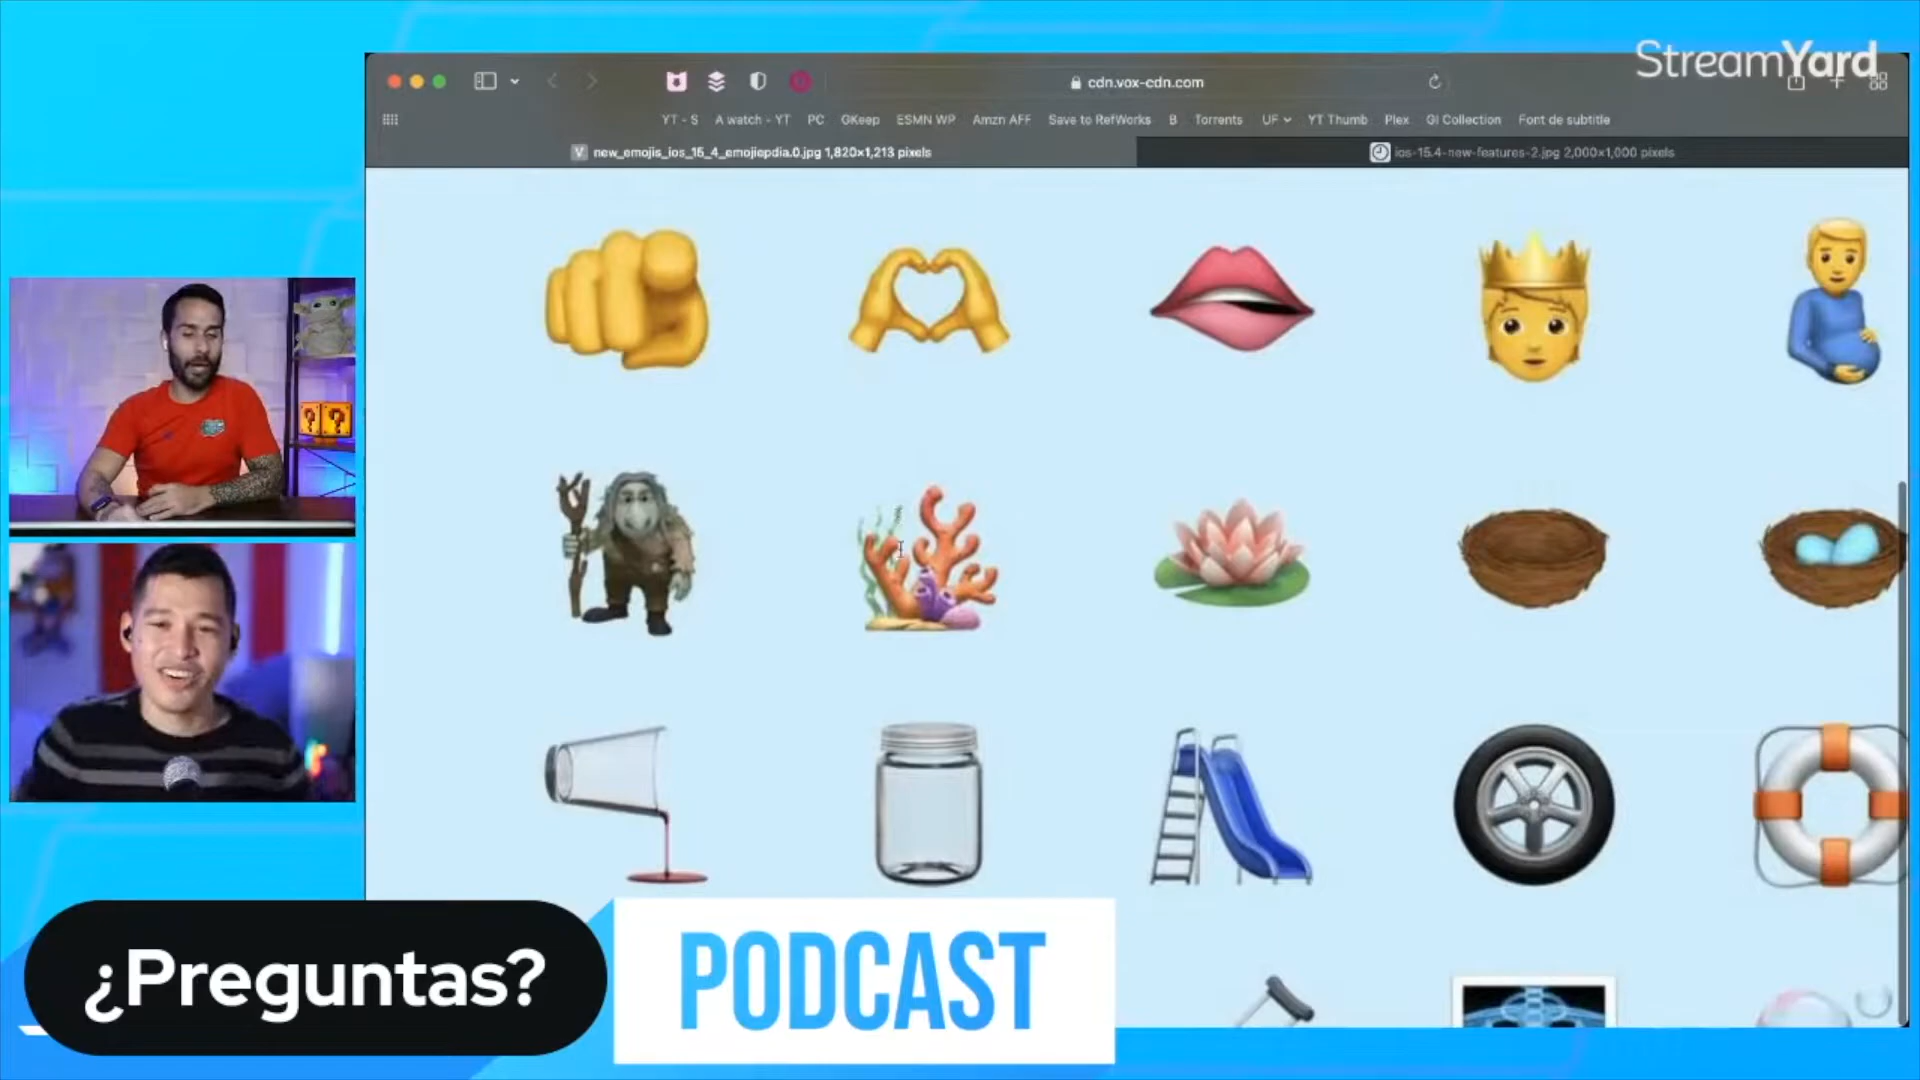 StreamYard
cdn.vox-cdn.com
YT - S A watch - YT PC GKeep ESMN WP Amzn AFF Save to RefWorks B Torrents UF YT Thumb Plex GI Collection Font de subtitle
V new_emojis_ios_15_4_emojiepdia.0.jpg 1,820×1,213 pixels
ios-15.4-new-features-2.jpg 2,000×1,000 pixels
? ?
¿Preguntas?
PODCAST